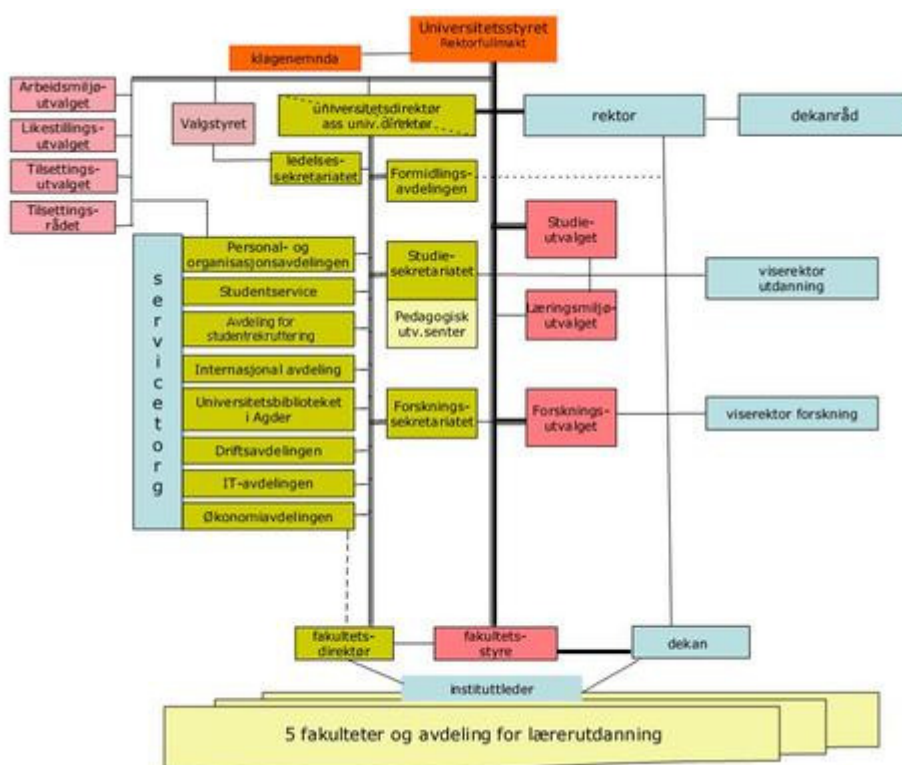 Universitetsstyret
Rektorfullmakt
klagenemnda
Arbeidsmiljø-
utvalget
Likestillings-
utvalget
Tilsettings-
utvalget
Tilsettings-
rådet
Valgstyret
universitetsdirektør
ass univ.direktør
rektor
dekanråd
ledelses-
sekretariatet
Formidlings-
avdelingen
Studie-
utvalget
servicetorg
Personal- og
organisasjonsavdelingen
Studentservice
Avdeling for
studentrekruttering
Internasjonal avdeling
Universitetsbiblioteket
i Agder
Driftsavdelingen
IT-avdelingen
Økonomiavdelingen
Studie-
sekretariatet
Pedagogisk
utv.senter
Læringsmiljø-
utvalget
viserektor
utdanning
Forsknings-
sekretariatet
Forsknings-
utvalget
viserektor forskning
fakultets-
direktør
fakultets-
styre
dekan
instituttleder
5 fakulteter og avdeling for lærerutdanning